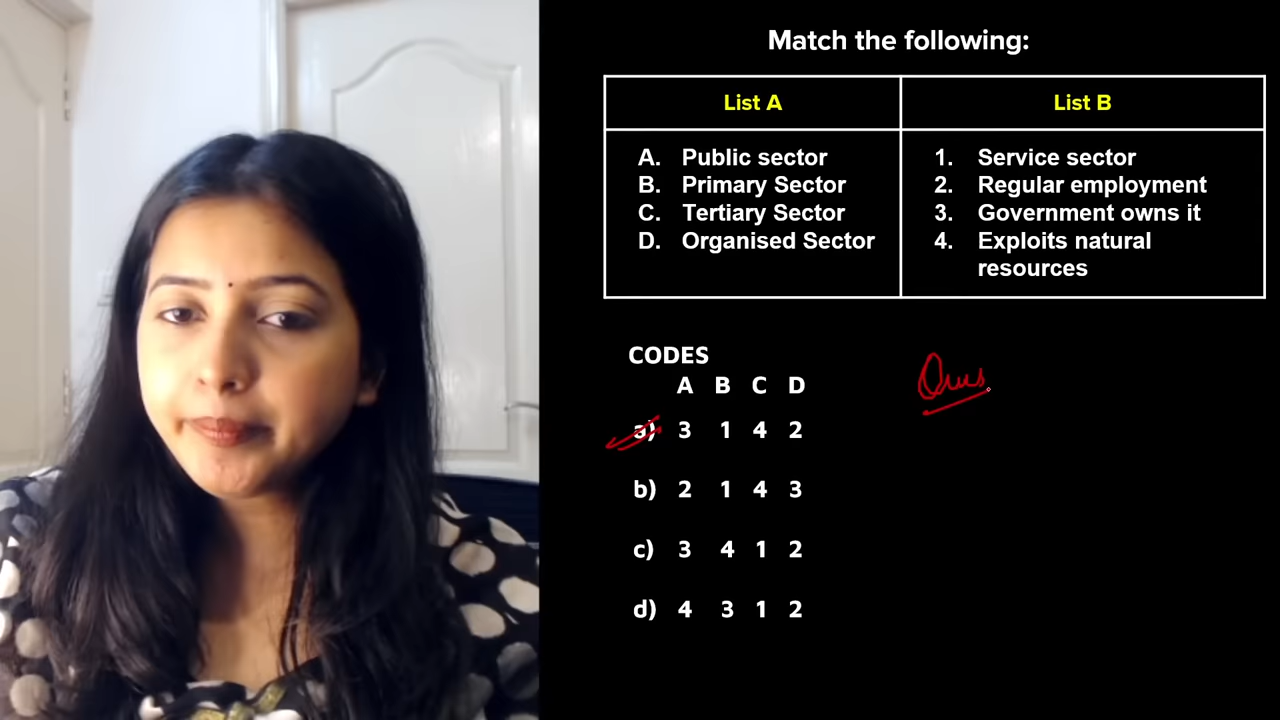 Match the following:
List A
List B
A. Public sector
B. Primary Sector
C. Tertiary Sector
D. Organised Sector
1. Service sector
2. Regular employment
3. Government owns it
4. Exploits natural
resources
CODES
A B C D
a) 3 1 4 2
b) 2 1 4 3
c) 3 4 1 2
d) 4 3 1 2